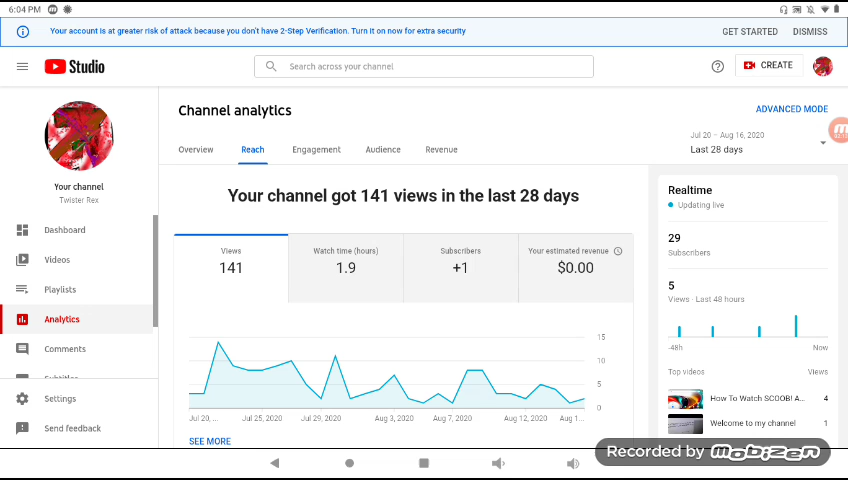 6:04 PM
Your account is at greater risk of attack because you don't have 2-Step Verification. Turn it on now for extra security
GET STARTED
DISMISS
Studio
Search across your channel
CREATE
Your channel
Twister Rex
Dashboard
Videos
Playlists
Analytics
Comments
Settings
Send feedback
Channel analytics
ADVANCED MODE
Overview
Reach
Engagement
Audience
Revenue
Jul 20 – Aug 16, 2020
Last 28 days
Your channel got 141 views in the last 28 days
Views
141
Watch time (hours)
1.9
Subscribers
+1
Your estimated revenue
$0.00
15
10
5
0
Jul 20, ...
Jul 25, 2020
Jul 29, 2020
Aug 3, 2020
Aug 7, 2020
Aug 12, 2020
Aug 1...
SEE MORE
Realtime
Updating live
29
Subscribers
5
Views · Last 48 hours
-48h
Now
Top videos
Views
How To Watch SCOOB! A...
4
Welcome to my channel
1
Recorded by Mobizen